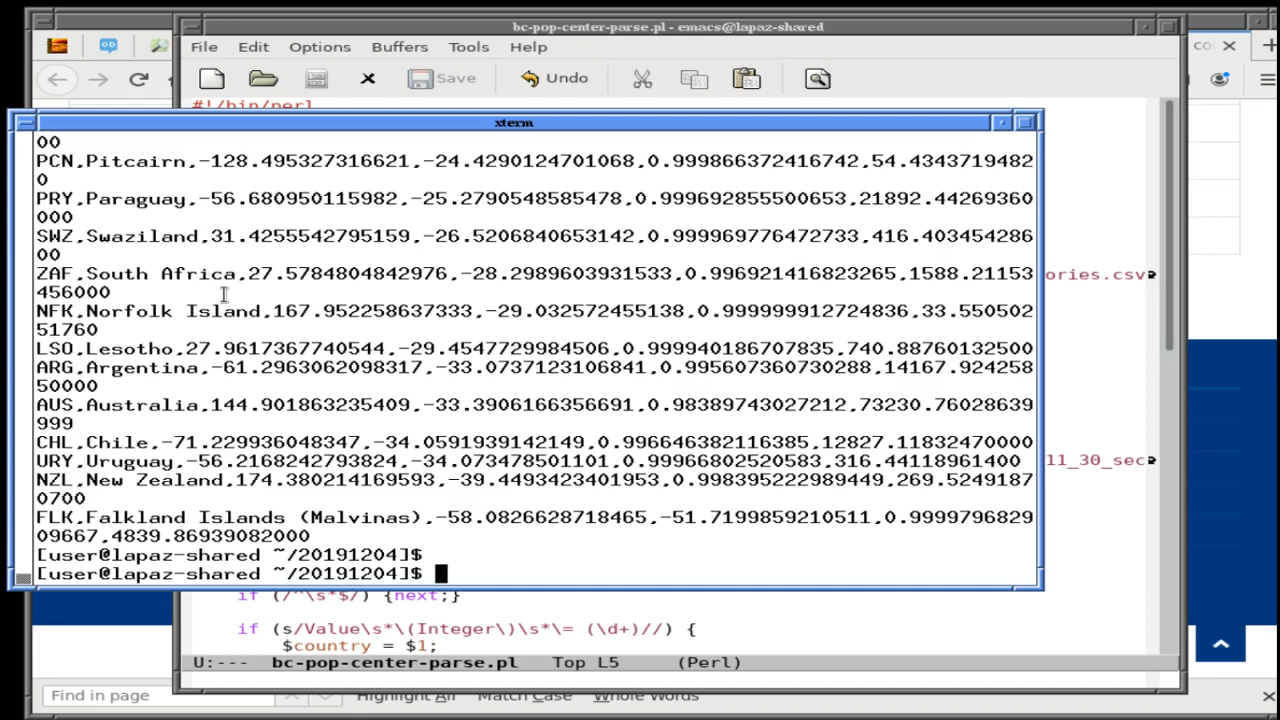 bc-pop-center-parse.pl - emacs@lapaz-shared
File Edit Options Buffers Tools Help
Save Undo
#!/bin/perl
xterm
00
PCN,Pitcairn,-128.495327316621,-24.4290124701068,0.999866372416742,54.4343719482
0
PRY,Paraguay,-56.680950115982,-25.2790548585478,0.999692855500653,21892.44269360
000
SWZ,Swaziland,31.4255542795159,-26.5206840653142,0.999969776472733,416.403454286
00
ZAF,South Africa,27.5784804842976,-28.2989603931533,0.996921416823265,1588.21153
456000
NFK,Norfolk Island,167.952258637333,-29.032572455138,0.999999912724836,33.550502
51760
LSO,Lesotho,27.9617367740544,-29.4547729984506,0.999940186707835,740.88760132500
ARG,Argentina,-61.2963062098317,-33.0737123106841,0.995607360730288,14167.924258
50000
AUS,Australia,144.901863235409,-33.3906166356691,0.98389743027212,73230.76028639
999
CHL,Chile,-71.229936048347,-34.0591939142149,0.996646382116385,12827.11832470000
URY,Uruguay,-56.2168242793824,-34.073478501101,0.99966802520583,316.44118961400
NZL,New Zealand,174.380214169593,-39.4493423401953,0.998395222989449,269.5249187
0700
FLK,Falkland Islands (Malvinas),-58.0826628718465,-51.7199859210511,0.9999796829
09667,4839.86939082000
[user@lapaz-shared ~/20191204]$
[user@lapaz-shared ~/20191204]$
ories.csv
11_30_sec
if (/^\s*$/) {next;}
if (s/Value\s*\(Integer\)\s*\= (\d+)//) {
$country = $1;
U:--- bc-pop-center-parse.pl Top L5 (Perl)
Find in page Highlight All Match Case Whole Words